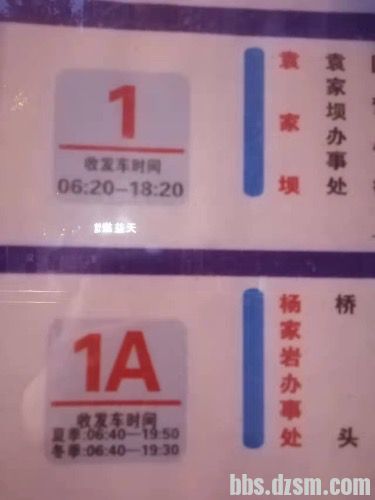 1
收发车时间
06:20—18:20
袁家坝
袁家坝办事处
1A
收发车时间
夏季:06:40—19:50
冬季:06:40—19:30
杨家岩办事处
桥头
bbs.dzsm.com